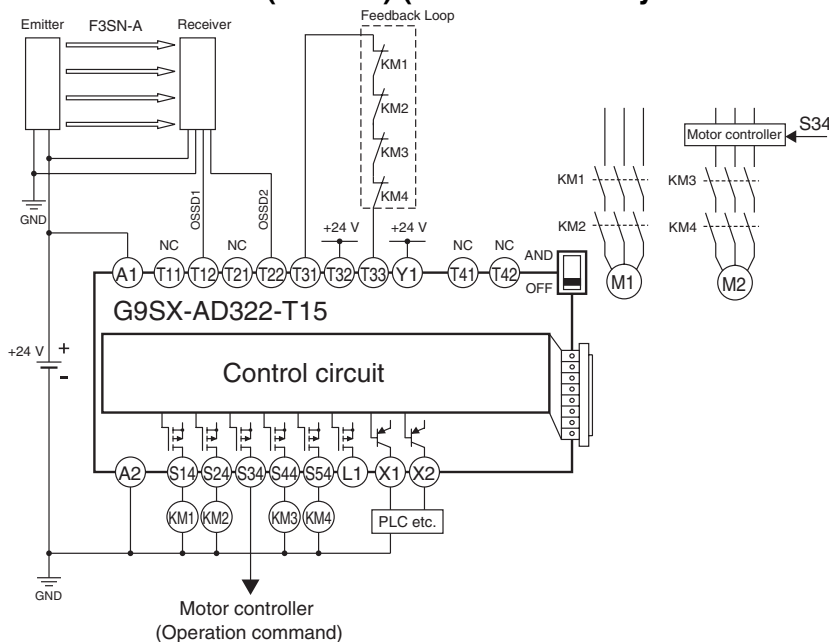 Emitter F3SN-A Receiver
Feedback Loop
KM1
KM2
KM3
KM4
S34
Motor controller
KM1
KM3
KM2
KM4
M1
M2
OSSD1
OSSD2
GND
+24 V
+24 V
NC
NC
NC
NC
AND
OFF
A1
T11
T12
T21
T22
T31
T32
T33
Y1
T41
T42
G9SX-AD322-T15
+24 V
+
-
Control circuit
A2
S14
S24
S34
S44
S54
L1
X1
X2
KM1
KM2
KM3
KM4
PLC etc.
GND
Motor controller
(Operation command)